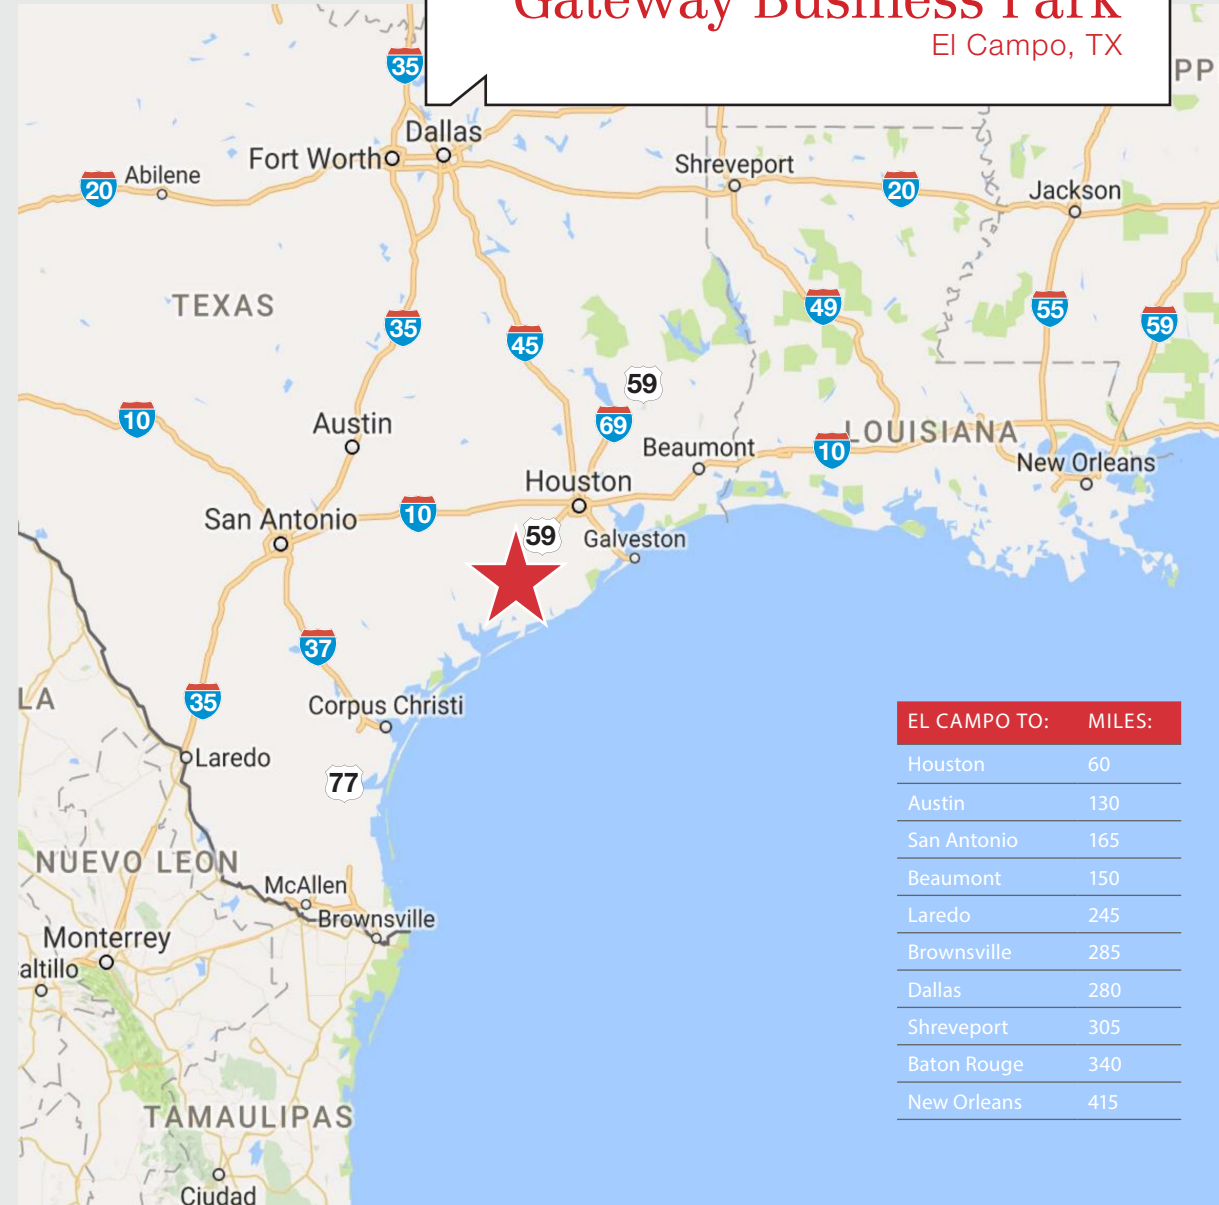 Gateway Business Park
El Campo, TX
PP
35
Dallas
Fort Worth
Shreveport
20
Abilene
20
Jackson
TEXAS
35
45
49
55
59
59
10
69
Austin
Beaumont
10
LOUISIANA
New Orleans
Houston
San Antonio
10
59
Galveston
37
35
LA
Corpus Christi
Laredo
77
NUEVO LEON
McAllen
Brownsville
Monterrey
altillo
TAMAULIPAS
Ciudad
EL CAMPO TO: MILES:
Houston 60
Austin 130
San Antonio 165
Beaumont 150
Laredo 245
Brownsville 285
Dallas 280
Shreveport 305
Baton Rouge 340
New Orleans 415